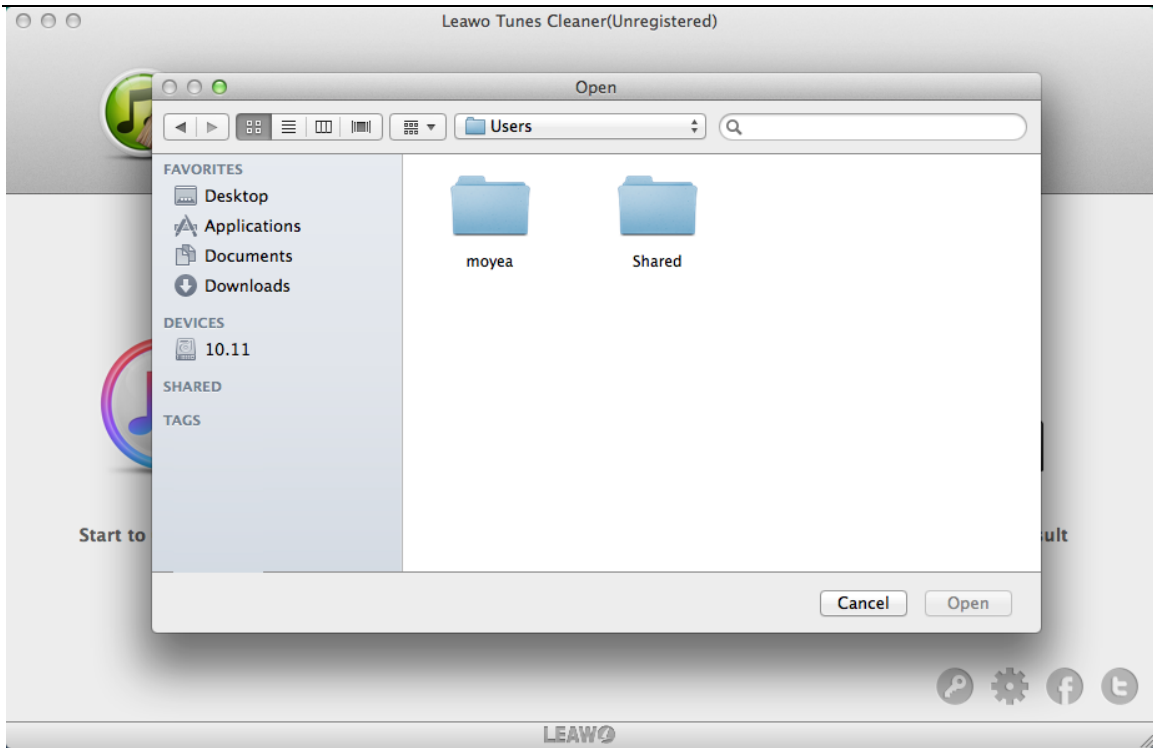 Leawo Tunes Cleaner(Unregistered)
Open
Users
FAVORITES
Desktop
Applications
Documents
Downloads
DEVICES
10.11
SHARED
TAGS
moyea
Shared
Start to
sult
Cancel
Open
LEAWO